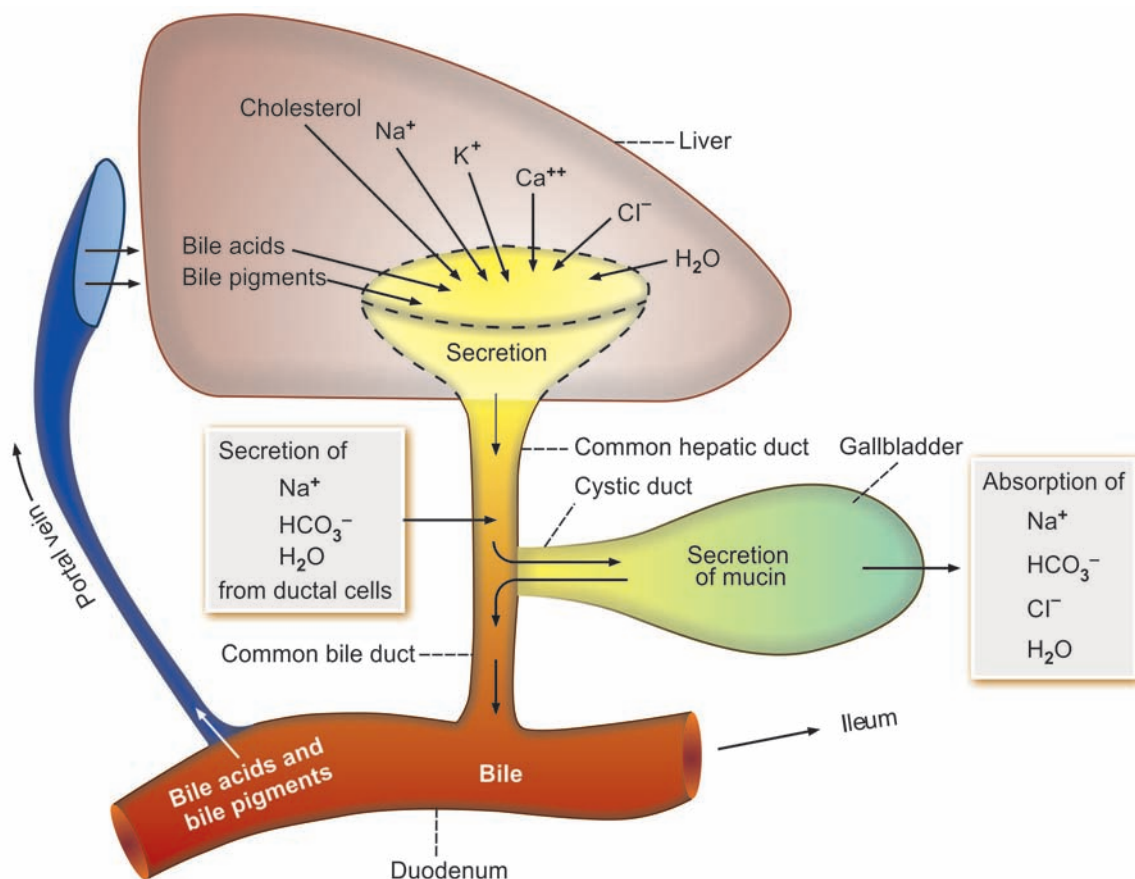 Cholesterol
Na⁺
K⁺
Ca⁺⁺
Cl⁻
H₂O
Liver
Bile acids
Bile pigments
Secretion
Secretion of
Na⁺
HCO₃⁻
H₂O
from ductal cells
Common hepatic duct
Cystic duct
Gallbladder
Secretion
of mucin
Absorption of
Na⁺
HCO₃⁻
Cl⁻
H₂O
Portal vein
Common bile duct
Ileum
Bile acids and
bile pigments
Bile
Duodenum